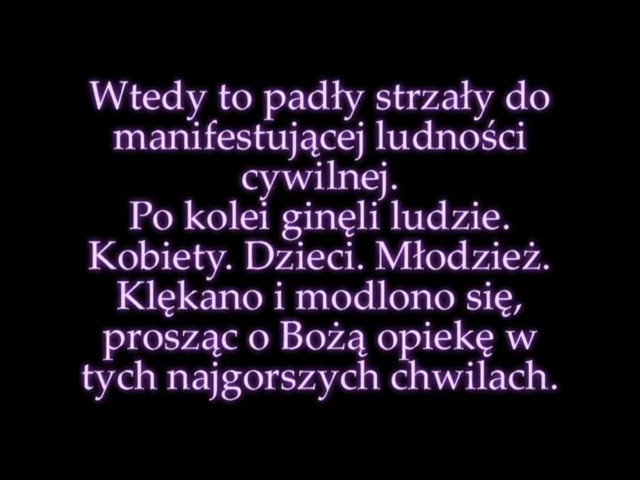 Wtedy to padły strzały do
manifestującej ludności
cywilnej.
Po kolei ginęli ludzie.
Kobiety. Dzieci. Młodzież.
Klękano i modlono się,
prosząc o Bożą opiekę w
tych najgorszych chwilach.